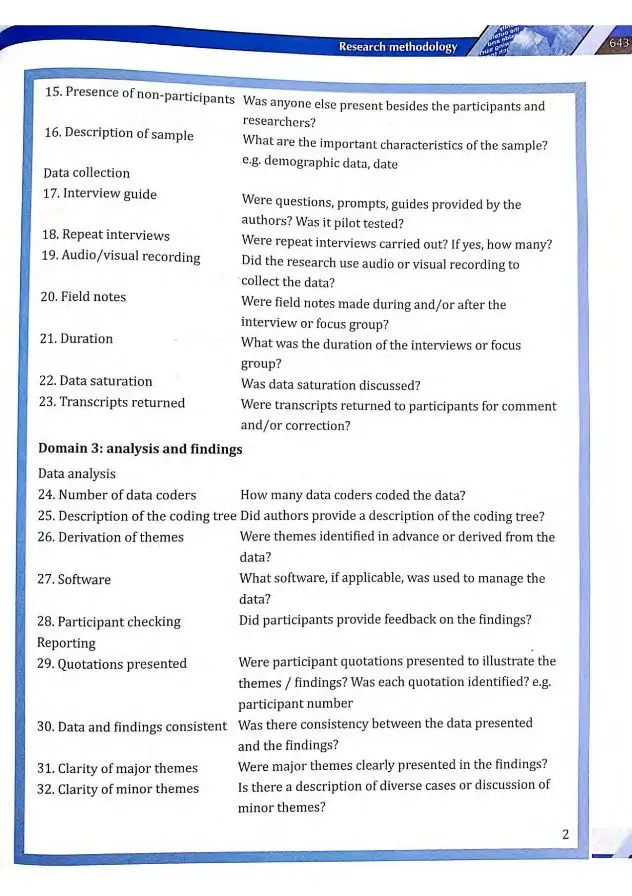 Research methodology
643
15. Presence of non-participants Was anyone else present besides the participants and
researchers?
16. Description of sample What are the important characteristics of the sample?
e.g. demographic data, date
Data collection
17. Interview guide Were questions, prompts, guides provided by the
authors? Was it pilot tested?
18. Repeat interviews Were repeat interviews carried out? If yes, how many?
19. Audio/visual recording Did the research use audio or visual recording to
collect the data?
20. Field notes Were field notes made during and/or after the
interview or focus group?
21. Duration What was the duration of the interviews or focus
group?
22. Data saturation Was data saturation discussed?
23. Transcripts returned Were transcripts returned to participants for comment
and/or correction?
Domain 3: analysis and findings
Data analysis
24. Number of data coders How many data coders coded the data?
25. Description of the coding tree Did authors provide a description of the coding tree?
26. Derivation of themes Were themes identified in advance or derived from the
data?
27. Software What software, if applicable, was used to manage the
data?
28. Participant checking Did participants provide feedback on the findings?
Reporting
29. Quotations presented Were participant quotations presented to illustrate the
themes / findings? Was each quotation identified? e.g.
participant number
30. Data and findings consistent Was there consistency between the data presented
and the findings?
31. Clarity of major themes Were major themes clearly presented in the findings?
32. Clarity of minor themes Is there a description of diverse cases or discussion of
minor themes?
2